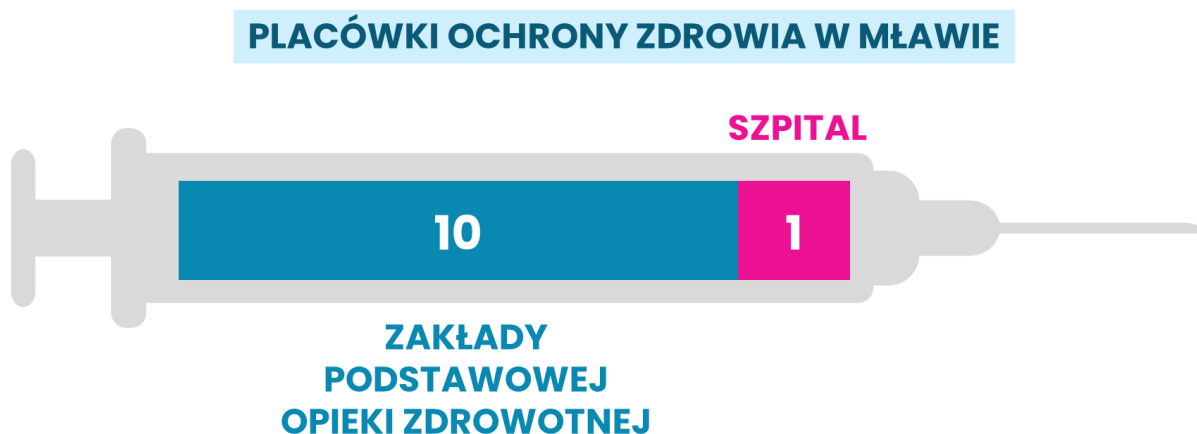 PLACÓWKI OCHRONY ZDROWIA W MŁAWIE
SZPITAL
10
1
ZAKŁADY
PODSTAWOWEJ
OPIEKI ZDROWOTNEJ